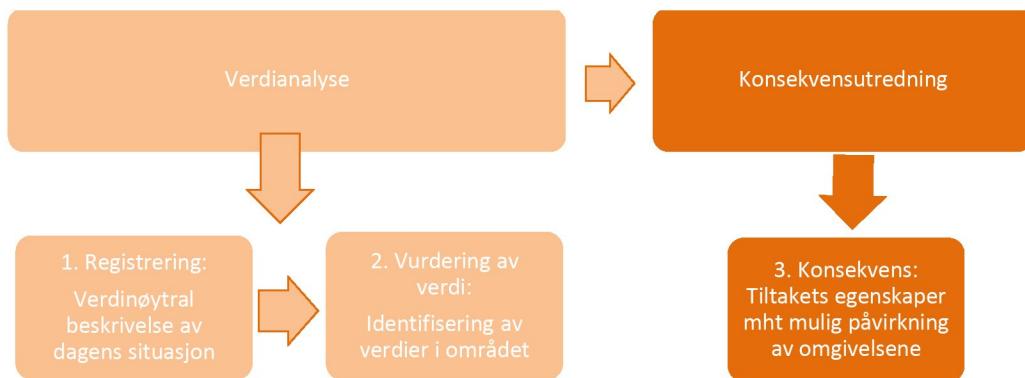 Verdianalyse
Konsekvensutredning
1. Registrering:
Verdinøytral
beskrivelse av
dagens situasjon
2. Vurdering av
verdi:
Identifisering av
verdier i området
3. Konsekvens:
Tiltakets egenskaper
mht mulig påvirkning
av omgivelsene